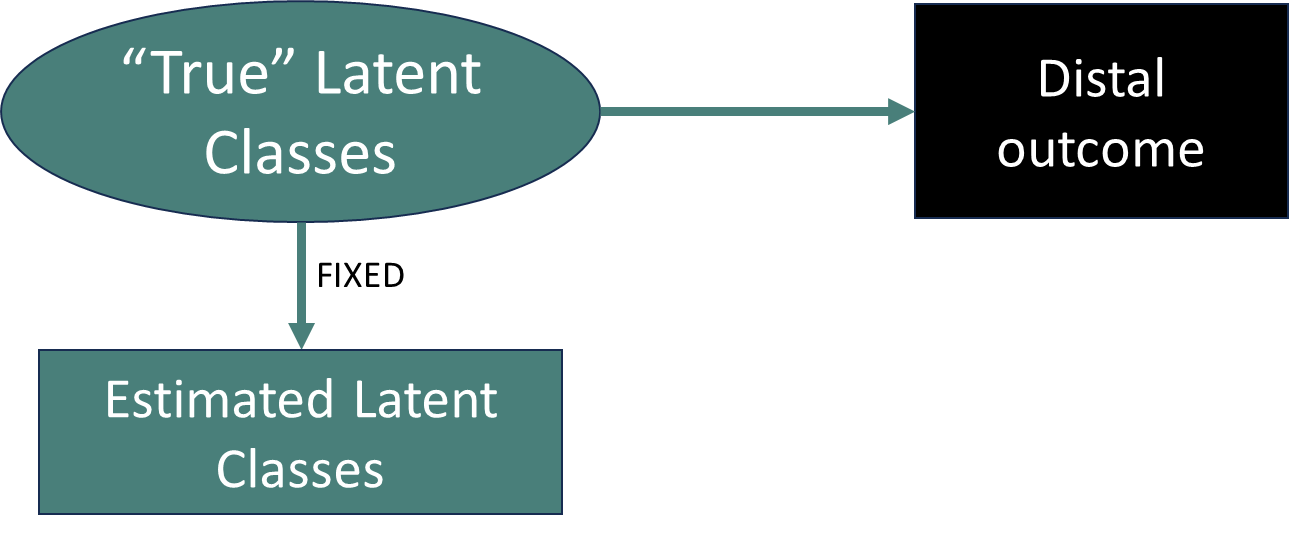 “True” Latent
Classes
Distal
outcome
FIXED
Estimated Latent
Classes